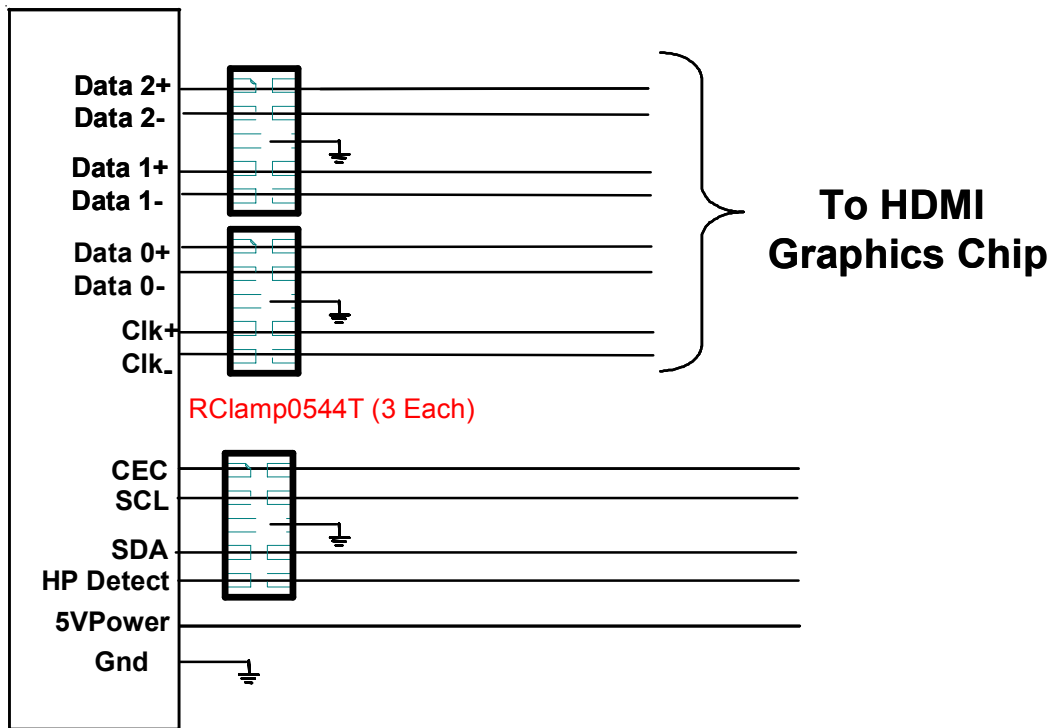 Data 2+
Data 2-
Data 1+
Data 1-
Data 0+
Data 0-
Clk+
Clk-
To HDMI
Graphics Chip
RClamp0544T (3 Each)
CEC
SCL
SDA
HP Detect
5VPower
Gnd